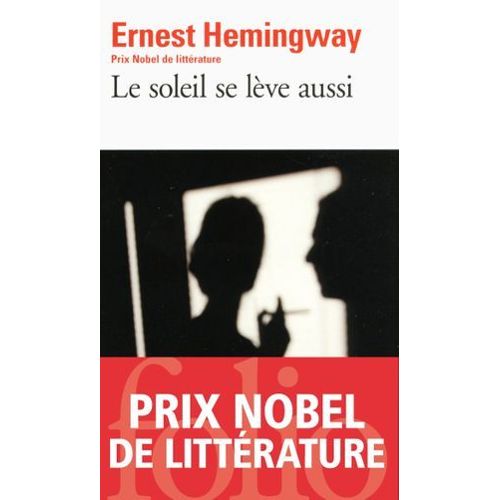 Ernest Hemingway
Prix Nobel de littérature
Le soleil se lève aussi
folio
PRIX NOBEL
DE LITTÉRATURE